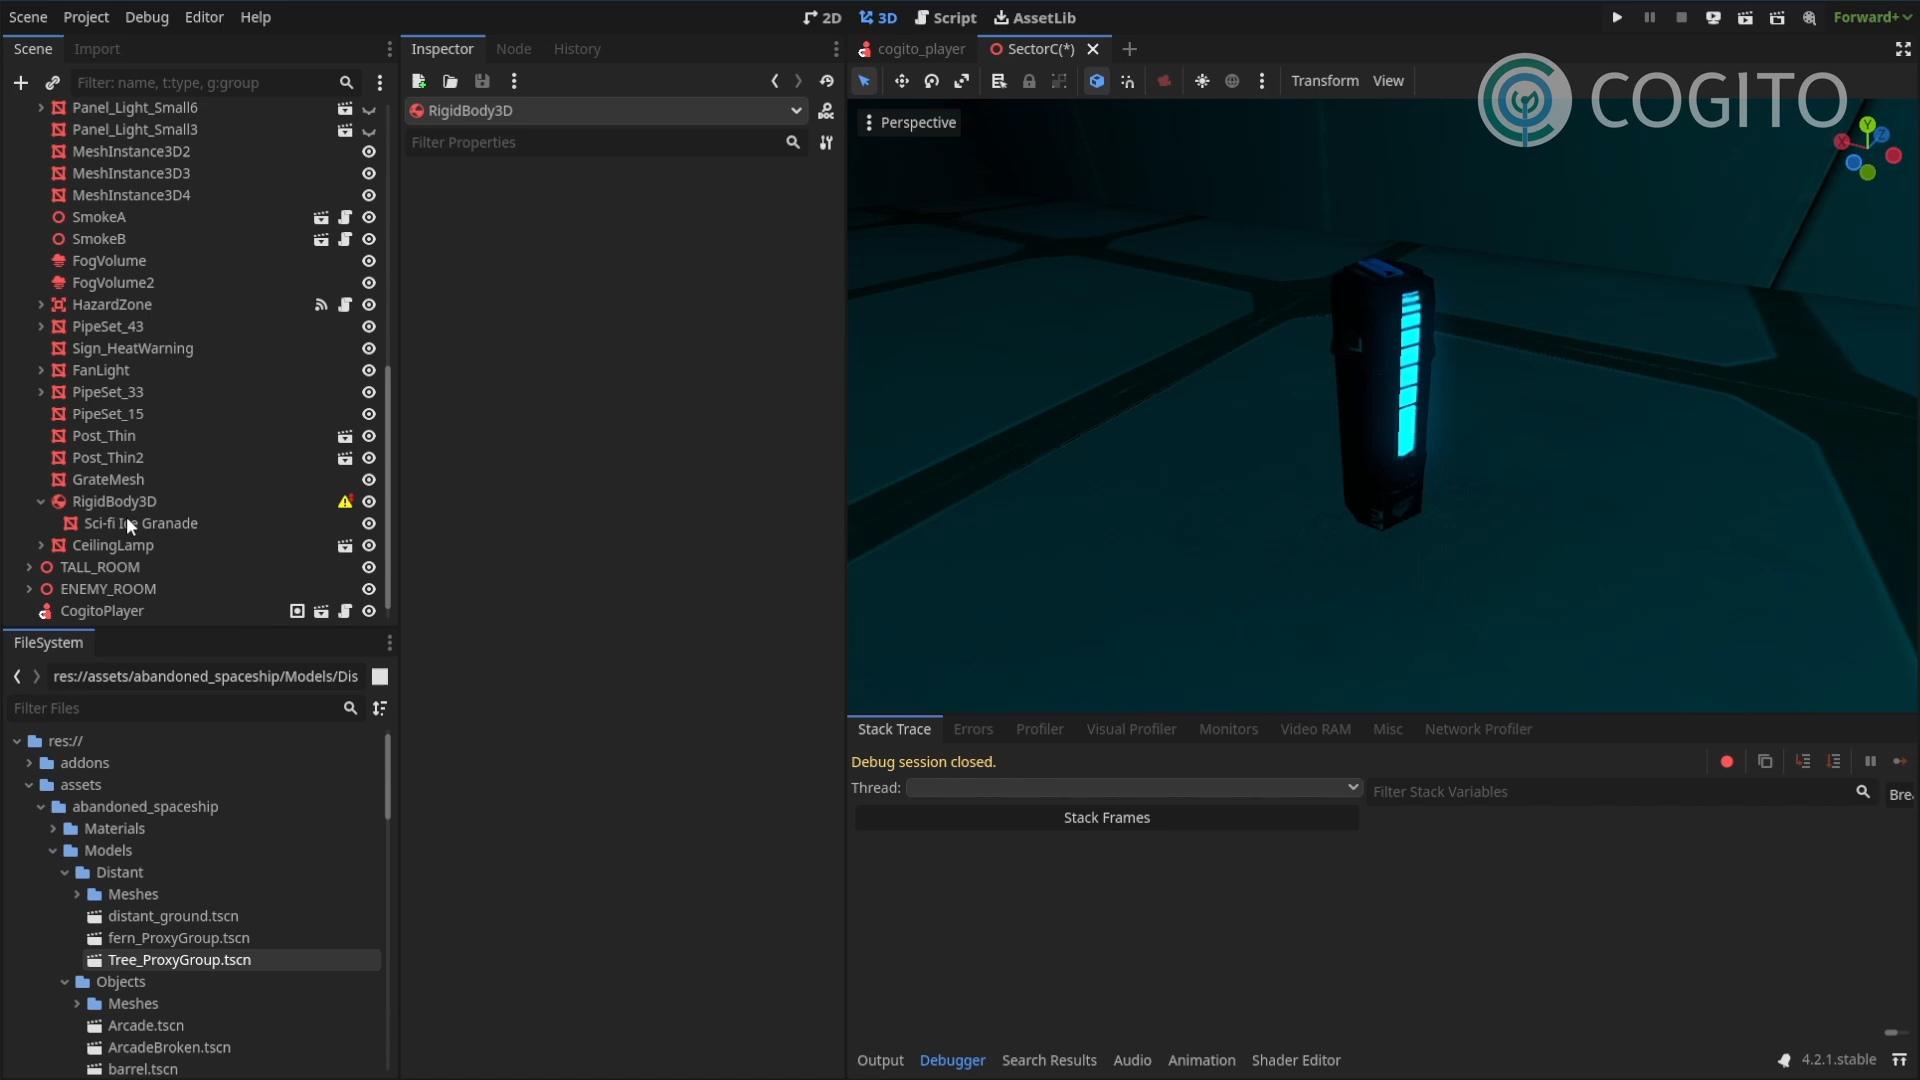 Scene Project Debug Editor Help
2D 3D Script AssetLib
Forward+
Scene Import
Inspector Node History
cogito_player SectorC(*)
Filter: name, t:type, g:group
Transform View
COGITO
RigidBody3D
Filter Properties
Perspective
Y
X
Z
Panel_Light_Small6
Panel_Light_Small3
MeshInstance3D2
MeshInstance3D3
MeshInstance3D4
SmokeA
SmokeB
FogVolume
FogVolume2
HazardZone
PipeSet_43
Sign_HeatWarning
FanLight
PipeSet_33
PipeSet_15
Post_Thin
Post_Thin2
GrateMesh
RigidBody3D
Sci-fi Ice Granade
CeilingLamp
TALL_ROOM
ENEMY_ROOM
CogitoPlayer
FileSystem
res://assets/abandoned_spaceship/Models/Dis
Filter Files
res://
addons
assets
abandoned_spaceship
Materials
Models
Distant
Meshes
distant_ground.tscn
fern_ProxyGroup.tscn
Tree_ProxyGroup.tscn
Objects
Meshes
Arcade.tscn
ArcadeBroken.tscn
barrel.tscn
Stack Trace Errors Profiler Visual Profiler Monitors Video RAM Misc Network Profiler
Debug session closed.
Thread:
Filter Stack Variables
Bre
Stack Frames
Output Debugger Search Results Audio Animation Shader Editor
4.2.1.stable